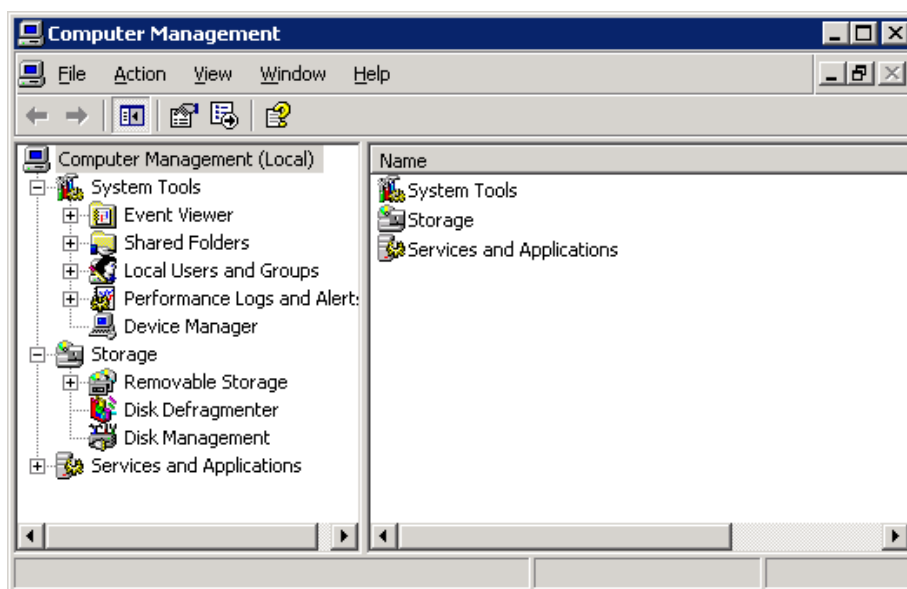 Computer Management
File Action View Window Help
Computer Management (Local)
System Tools
Event Viewer
Shared Folders
Local Users and Groups
Performance Logs and Alert:
Device Manager
Storage
Removable Storage
Disk Defragmenter
Disk Management
Services and Applications
Name
System Tools
Storage
Services and Applications